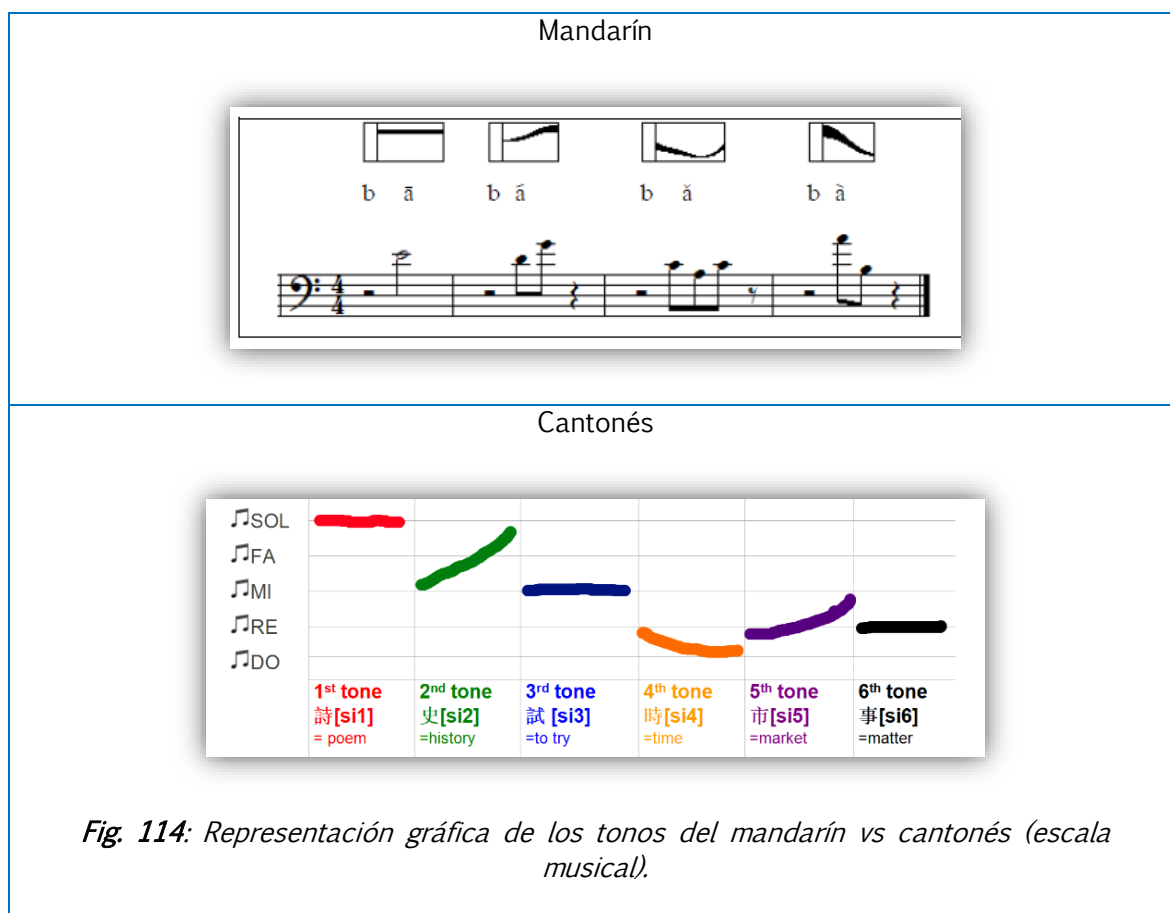 Mandarín
b ā b á b ǎ b à
4
4
Cantonés
SOL
FA
MI
RE
DO
1st tone 2nd tone 3rd tone 4th tone 5th tone 6th tone
詩[si1] 史[si2] 試 [si3] 時[si4] 市[si5] 事[si6]
= poem =history =to try =time =market =matter
Fig. 114: Representación gráfica de los tonos del mandarín vs cantonés (escala
musical).